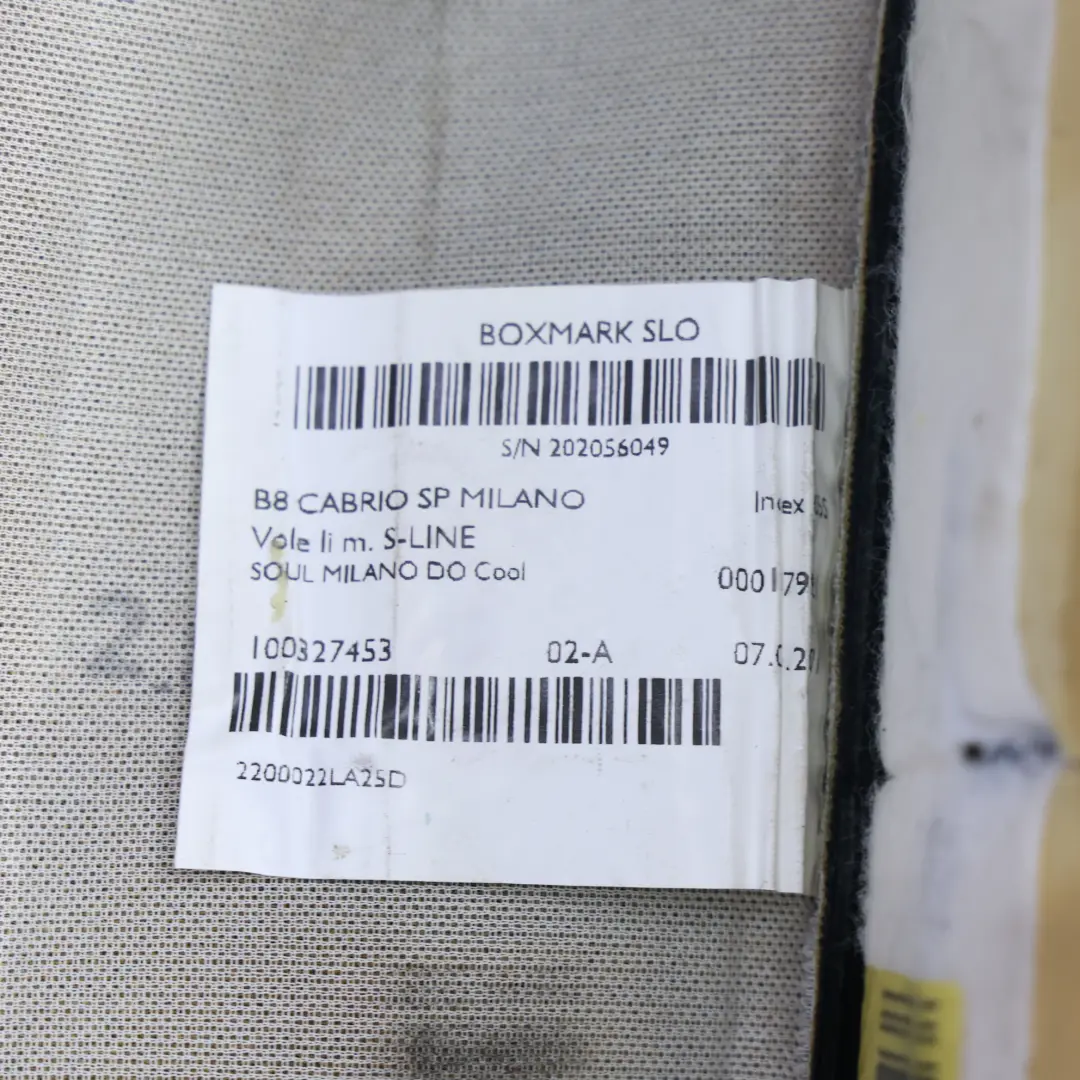 BOXMARK SLO
S/N 202056049
B8 CABRIO SP MILANO
Vole li m. S-LINE
SOUL MILANO DO Cool
100327453 02-A
2200022LA25D